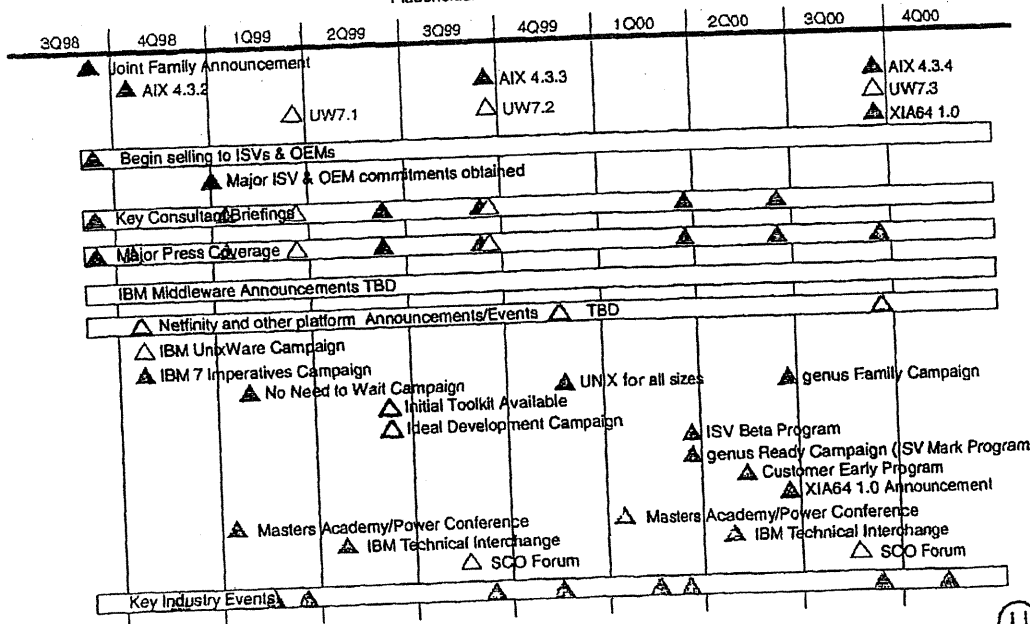 3Q98 4Q98 1Q99 2Q99 3Q99 4Q99 1Q00 2Q00 3Q00 4Q00
Joint Family Announcement
AIX 4.3.2
AIX 4.3.3
AIX 4.3.4
UW7.1
UW7.2
UW7.3
XIA64 1.0
Begin selling to ISVs & OEMs
Major ISV & OEM commitments obtained
Key Consultant Briefings
Major Press Coverage
IBM Middleware Announcements TBD
Netfinity and other platform Announcements/Events TBD
IBM UnixWare Campaign
IBM 7 Imperatives Campaign
No Need to Wait Campaign
UNIX for all sizes
genus Family Campaign
Initial Toolkit Available
Ideal Development Campaign
ISV Beta Program
genus Ready Campaign (ISV Mark Program
Customer Early Program
XIA64 1.0 Announcement
Masters Academy/Power Conference
Masters Academy/Power Conference
IBM Technical Interchange
IBM Technical Interchange
SCO Forum
SCO Forum
Key Industry Events
11